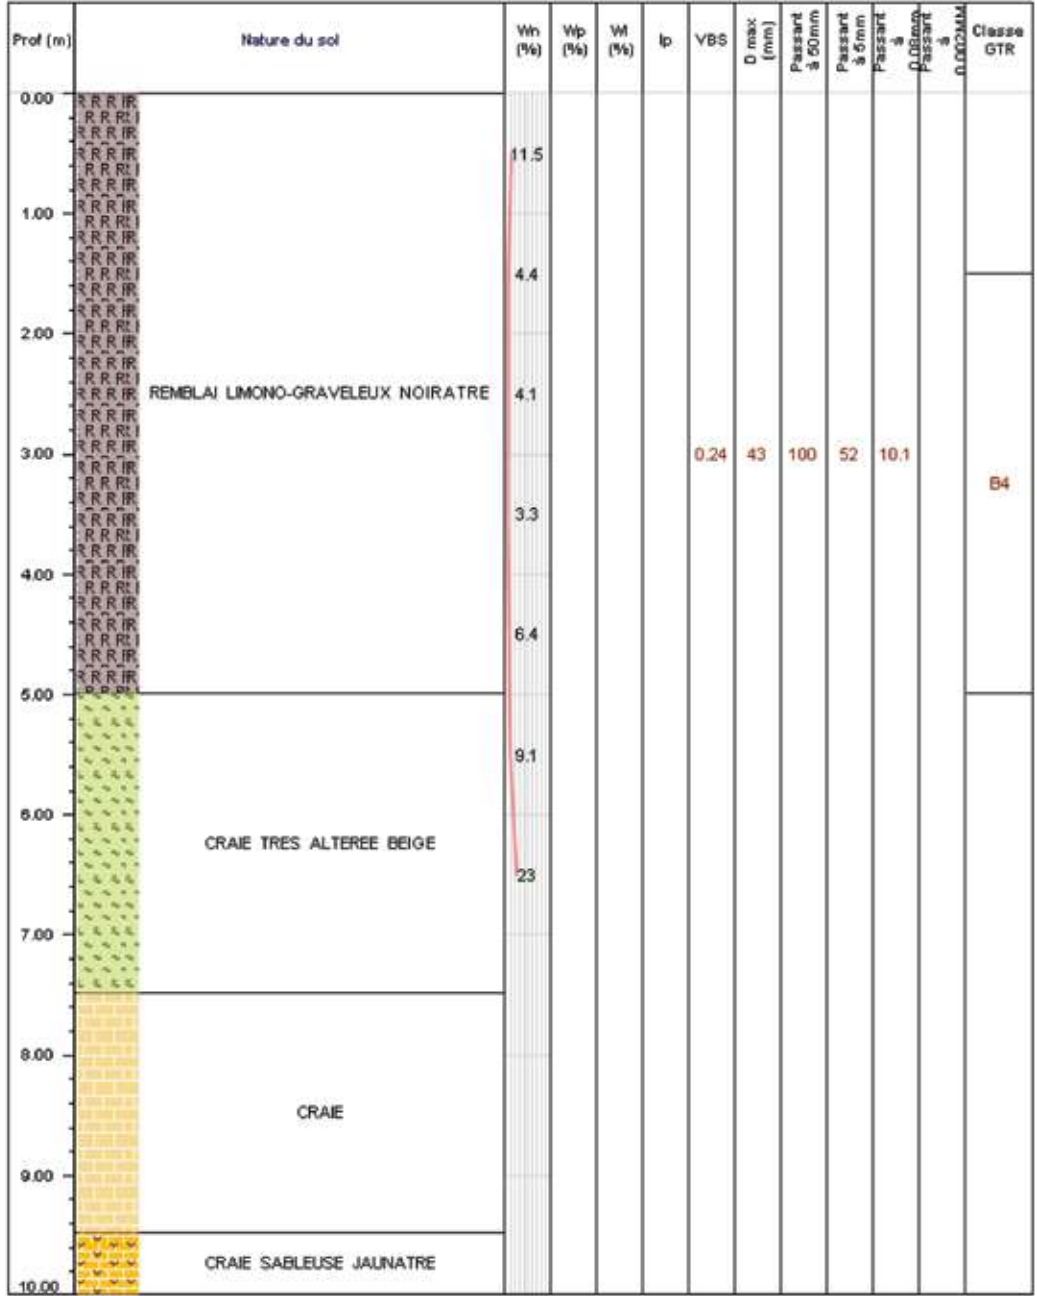 Prof (m) Nature du sol Wn (%) Wp (%) Wl (%) Ip VBS D max (mm) Passant à 50mm Passant à 5mm Passant à 0.08mm Passant à 0.002MM Classe GTR
0.00
11.5
1.00
4.4
2.00
REMBLAI LIMONO-GRAVELEUX NOIRATRE 4.1
3.00 0.24 43 100 52 10.1
B4
3.3
4.00
6.4
5.00
9.1
6.00
CRAIE TRES ALTEREE BEIGE
23
7.00
8.00
CRAIE
9.00
CRAIE SABLEUSE JAUNATRE
10.00